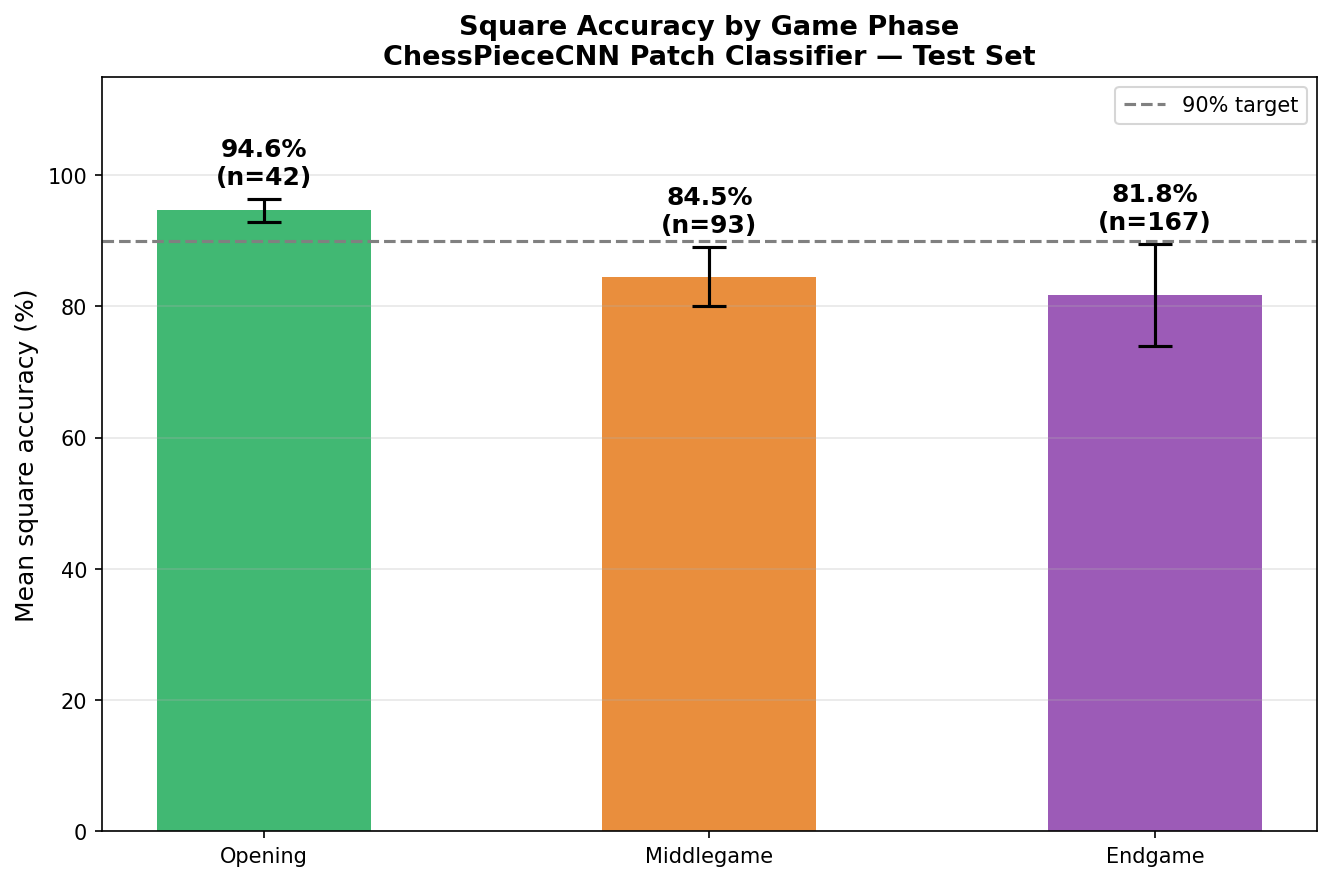 Square Accuracy by Game Phase
ChessPieceCNN Patch Classifier — Test Set
90% target
94.6%
(n=42)
84.5%
(n=93)
81.8%
(n=167)
Mean square accuracy (%)
100
80
60
40
20
0
Opening
Middlegame
Endgame